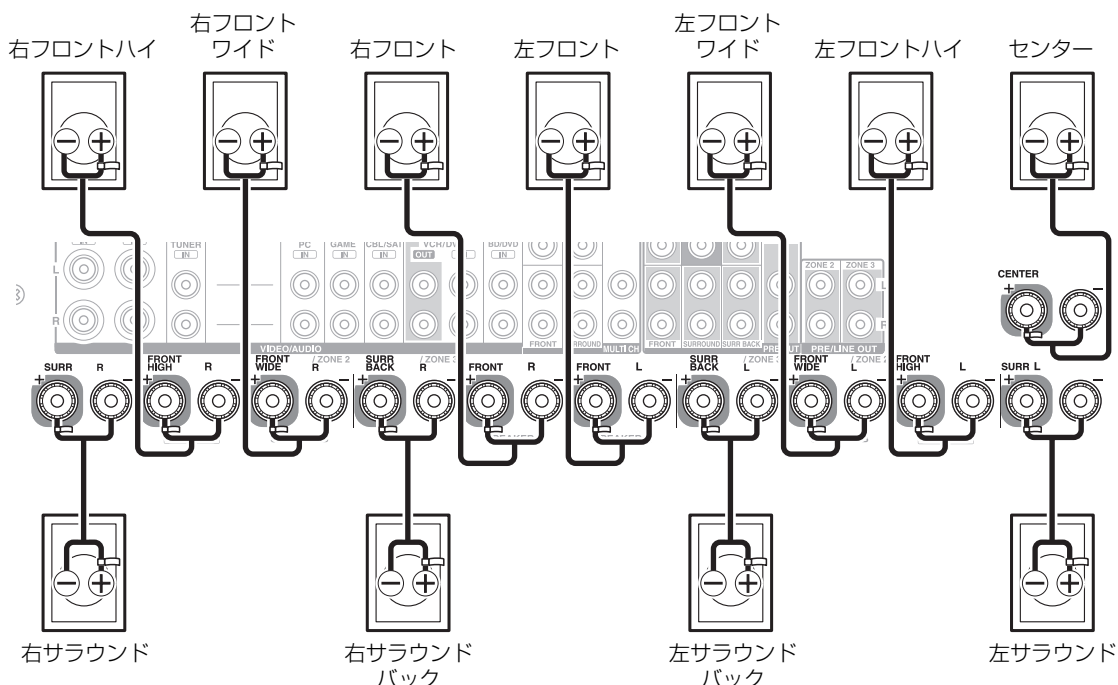 右フロント
左フロント
右フロントハイ
ワイド
右フロント
左フロント
ワイド
左フロントハイ
センター
TUNER
PC
GAME
CBL/SAT
VCR/DV
BD/DVD
IN
IN
IN
IN
OUT
IN
ZONE 2
ZONE 3
L
L
CENTER
+
−
R
R
FRONT
MULTI CH
FRONT
SURROUND
SURR BACK
VIDEO/AUDIO
PRE/LINE OUT
SURR
R
FRONT
HIGH
R
FRONT
WIDE
/ ZONE 2
R
SURR
BACK
/ ZONE 3
R
FRONT
R
FRONT
L
SURR
BACK
L
FRONT
WIDE
L
FRONT
HIGH
L
SURR L
右サラウンド
右サラウンド
バック
左サラウンド
バック
左サラウンド